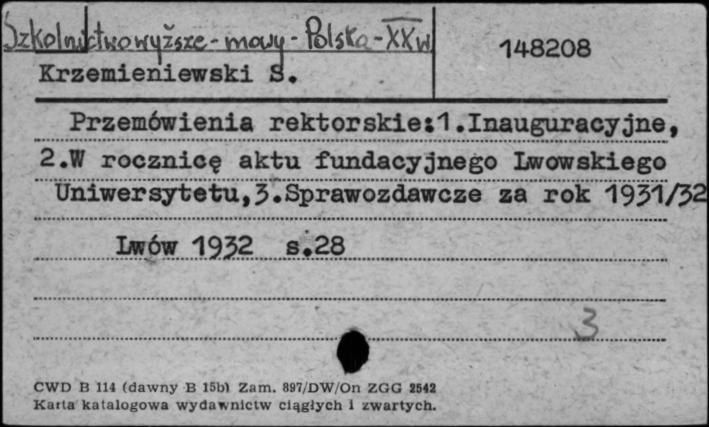 Szkolnictwo wyższe - mowy - Polska - XX w
148208
Krzemieniewski S.
Przemówienia rektorskie:1.Inauguracyjne,
2.W rocznicę aktu fundacyjnego Lwowskiego
Uniwersytetu,3.Sprawozdawcze za rok 1931/32
Lwów 1932 s.28
3
CWD B 114 (dawny B 15b) Zam. 897/DW/On ZGG 2542
Karta katalogowa wydawnictw ciągłych i zwartych.